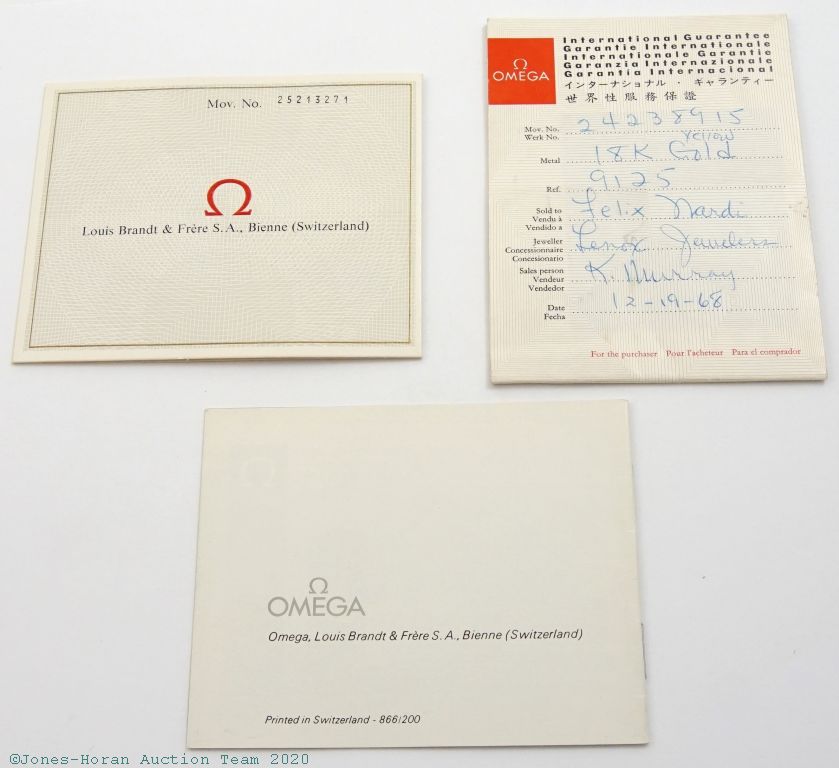 Mov. No. 25213271
Ω
Louis Brandt & Frère S.A., Bienne (Switzerland)
Ω
OMEGA
International Guarantee
Garantie Internationale
Internationale Garantie
Garanzia Internazionale
Garantia Internacional
インターナショナル・ギャランティー
世界性服務保證
Mov. No.
Werk No. 24238915
Metal 18K Yellow Gold
Ref. 9125
Sold to
Vendu à
Vendido a Felix Nardi
Jeweller
Concessionnaire
Concesionario Lenox Jewelers
Sales person
Vendeur
Vendedor K. Murray
Date
Fecha 12-19-68
For the purchaser Pour l'acheteur Para el comprador
Ω
OMEGA
Omega, Louis Brandt & Frère S.A., Bienne (Switzerland)
Printed in Switzerland - 866/200
©Jones-Horan Auction Team 2020